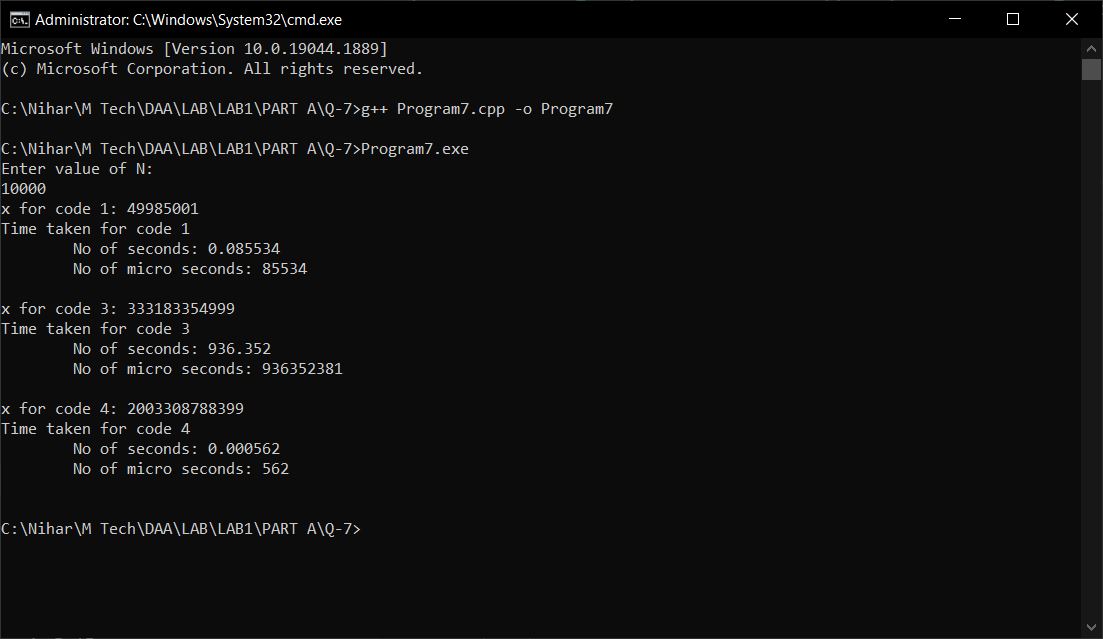 Administrator: C:\Windows\System32\cmd.exe
Microsoft Windows [Version 10.0.19044.1889]
(c) Microsoft Corporation. All rights reserved.
C:\Nihar\M Tech\DAA\LAB\LAB1\PART A\Q-7>g++ Program7.cpp -o Program7
C:\Nihar\M Tech\DAA\LAB\LAB1\PART A\Q-7>Program7.exe
Enter value of N:
10000
x for code 1: 49985001
Time taken for code 1
No of seconds: 0.085534
No of micro seconds: 85534
x for code 3: 333183354999
Time taken for code 3
No of seconds: 936.352
No of micro seconds: 936352381
x for code 4: 2003308788399
Time taken for code 4
No of seconds: 0.000562
No of micro seconds: 562
C:\Nihar\M Tech\DAA\LAB\LAB1\PART A\Q-7>